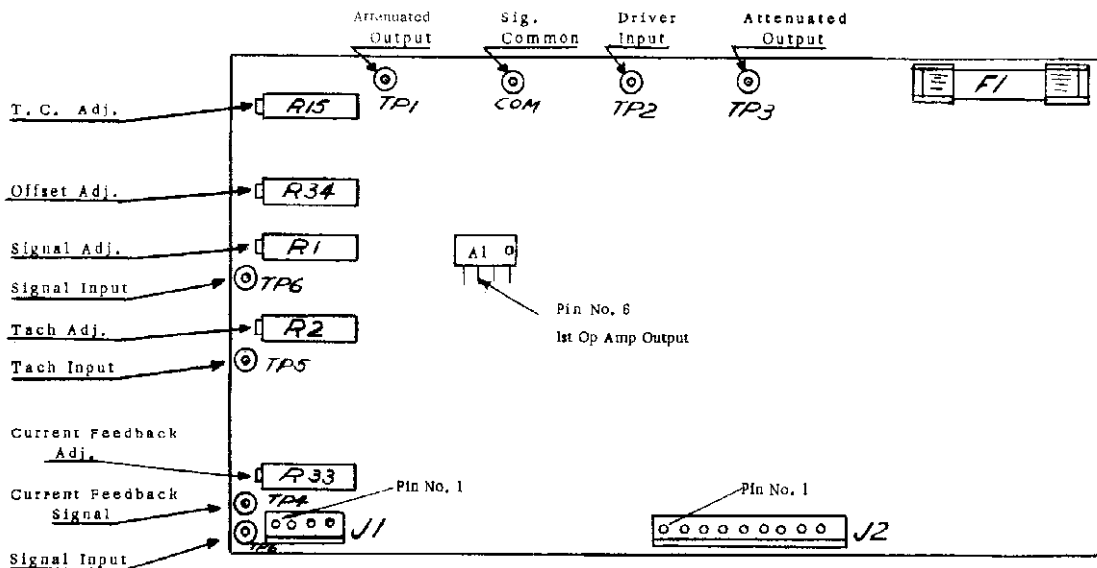 Attenuated Output
Sig. Common
Driver Input
Attenuated Output
TP1
COM
TP2
TP3
F1
T. C. Adj.
R15
Offset Adj.
R34
Signal Adj.
R1
A1
Signal Input
TP6
Pin No. 6
1st Op Amp Output
Tach Adj.
R2
Tach Input
TP5
Current Feedback Adj.
R33
Current Feedback Signal
TP4
Pin No. 1
J1
Pin No. 1
J2
Signal Input
TP6